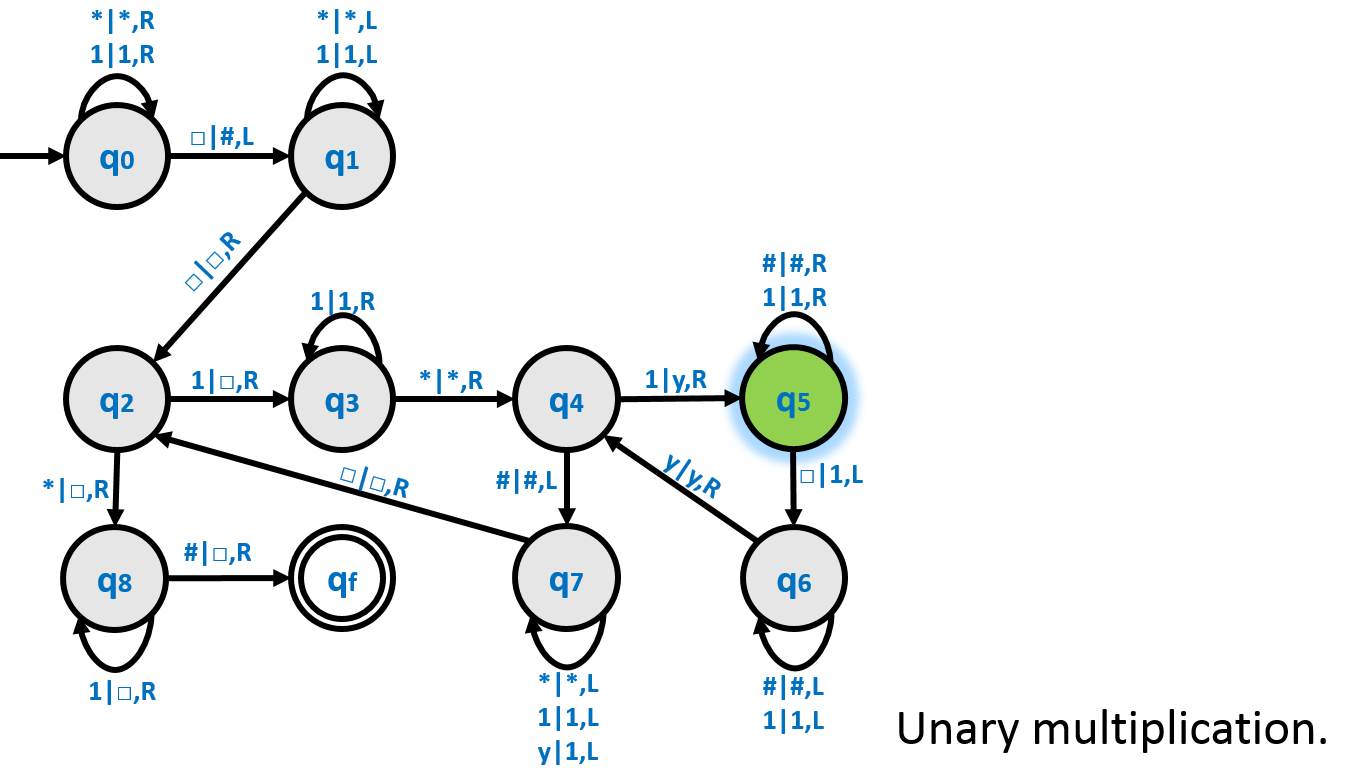 *|*,R
1|1,R
*|*,L
1|1,L
q0
□|#,L
q1
□|□,R
#|#,R
1|1,R
1|1,R
q2
1|□,R
q3
*|*,R
q4
1|y,R
q5
*|□,R
□|□,R
#|#,L
y|y,R
□|1,L
q8
#|□,R
qf
q7
q6
1|□,R
*|*,L
1|1,L
y|1,L
#|#,L
1|1,L
Unary multiplication.